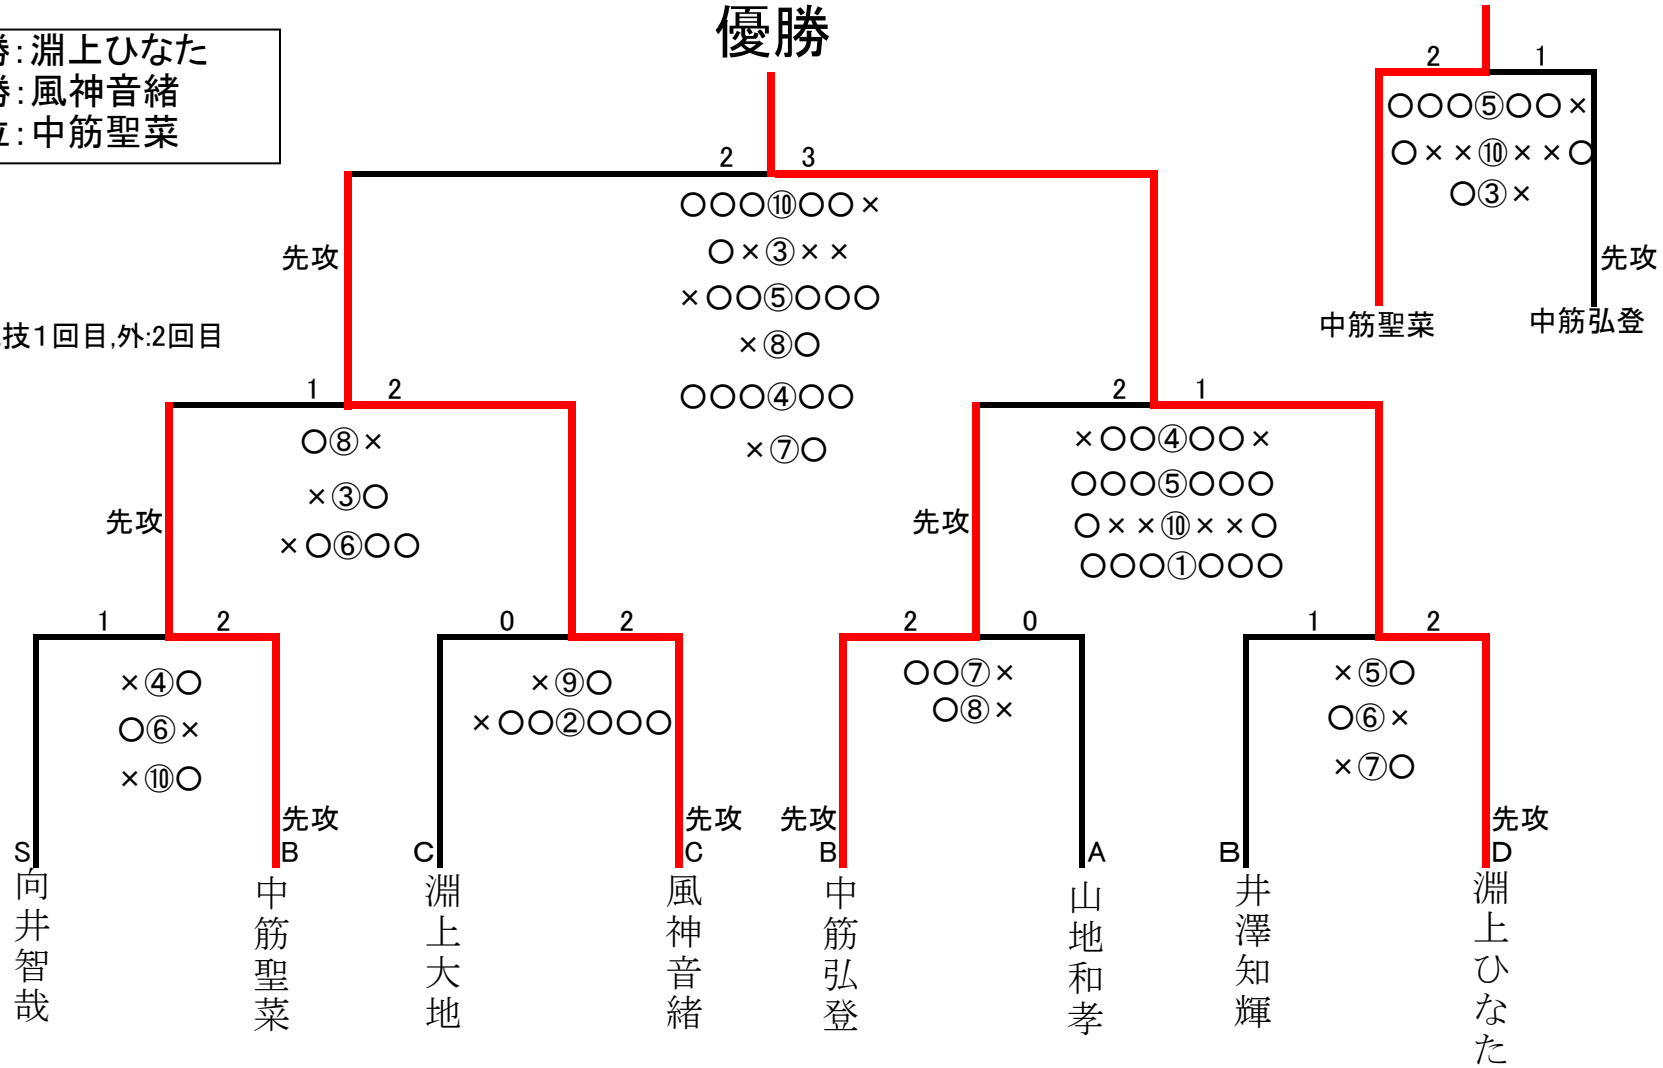 優勝
勝:淵上ひなた
勝:風神音緒
位:中筋聖菜
2 1
○○○⑤○○×
○××⑩××○
○③×
先攻
中筋聖菜 中筋弘登
2 3
○○○⑩○○×
○×③××
×○○⑤○○○
×⑧○
○○○④○○
×⑦○
先攻
技1回目,外:2回目
1 2
○⑧×
×③○
×○⑥○○
先攻
2 1
×○○④○○×
○○○⑤○○○
○××⑩××○
○○○①○○○
先攻
1 2
×④○
○⑥×
×⑩○
0 2
×⑨○
×○○②○○○
2 0
○○⑦×
○⑧×
1 2
×⑤○
○⑥×
×⑦○
先攻 先攻 先攻 先攻
S B C C B A B D
向井智哉
中筋聖菜
淵上大地
風神音緒
中筋弘登
山地和孝
井澤知輝
淵上ひなた